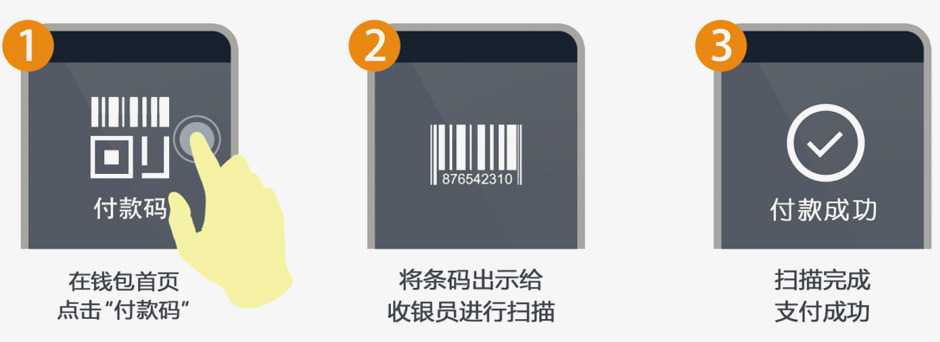 1
付款码
在钱包首页
点击“付款码”
2
876542310
将条码出示给
收银员进行扫描
3
付款成功
扫描完成
支付成功